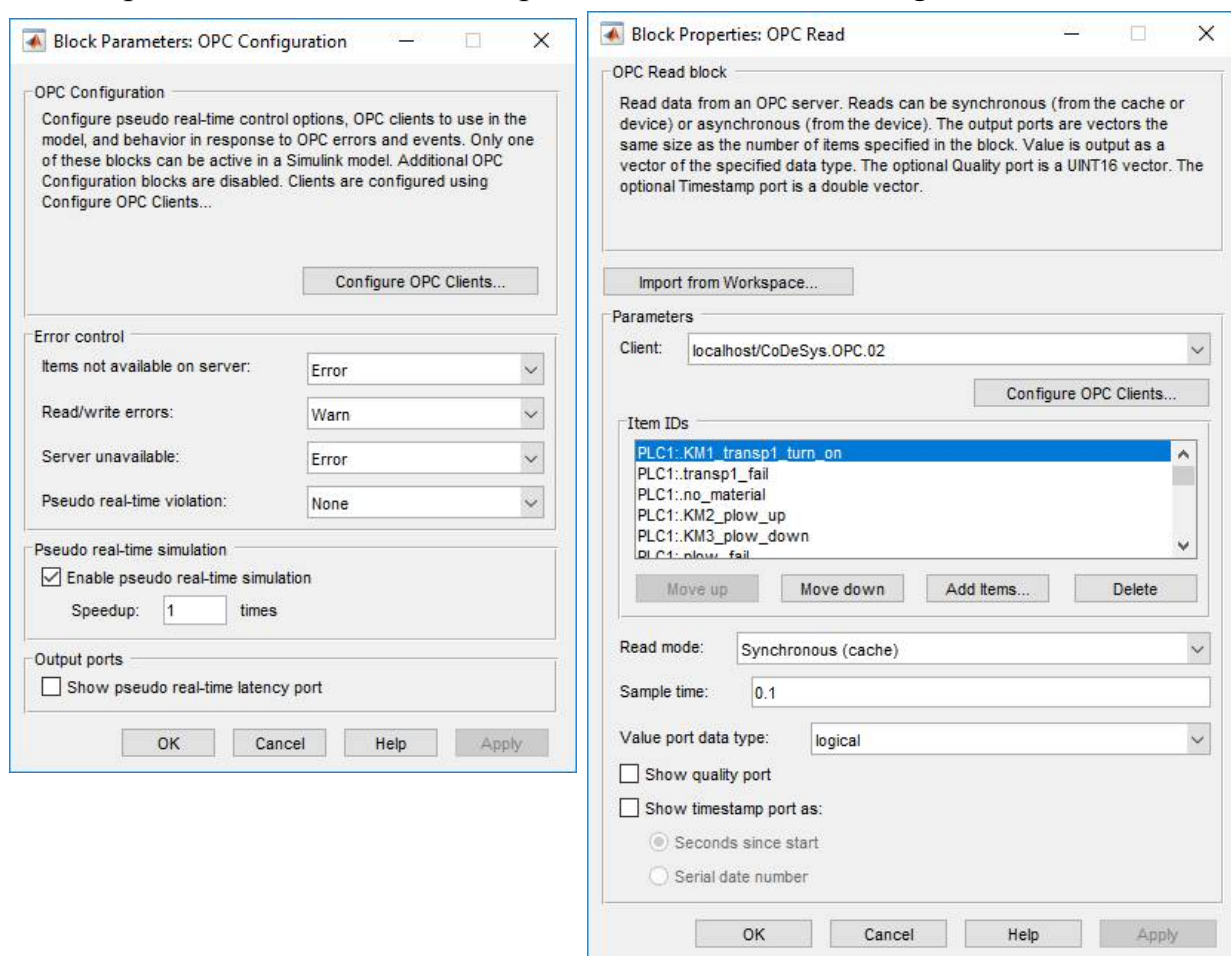 Block Parameters: OPC Configuration
OPC Configuration
Configure pseudo real-time control options, OPC clients to use in the
model, and behavior in response to OPC errors and events. Only one
of these blocks can be active in a Simulink model. Additional OPC
Configuration blocks are disabled. Clients are configured using
Configure OPC Clients...
Configure OPC Clients...
Error control
Items not available on server:
Error
Read/write errors:
Warn
Server unavailable:
Error
Pseudo real-time violation:
None
Pseudo real-time simulation
Enable pseudo real-time simulation
Speedup: 1 times
Output ports
Show pseudo real-time latency port
OK Cancel Help Apply
Block Properties: OPC Read
OPC Read block
Read data from an OPC server. Reads can be synchronous (from the cache or
device) or asynchronous (from the device). The output ports are vectors the
same size as the number of items specified in the block. Value is output as a
vector of the specified data type. The optional Quality port is a UINT16 vector. The
optional Timestamp port is a double vector.
Import from Workspace...
Parameters
Client: localhost/CoDeSys.OPC.02
Configure OPC Clients...
Item IDs
PLC1:.KM1_transp1_turn_on
PLC1:.transp1_fail
PLC1:.no_material
PLC1:.KM2_plow_up
PLC1:.KM3_plow_down
PLC1:.plow_fail
Move up Move down Add Items... Delete
Read mode: Synchronous (cache)
Sample time: 0.1
Value port data type: logical
Show quality port
Show timestamp port as:
Seconds since start
Serial date number
OK Cancel Help Apply